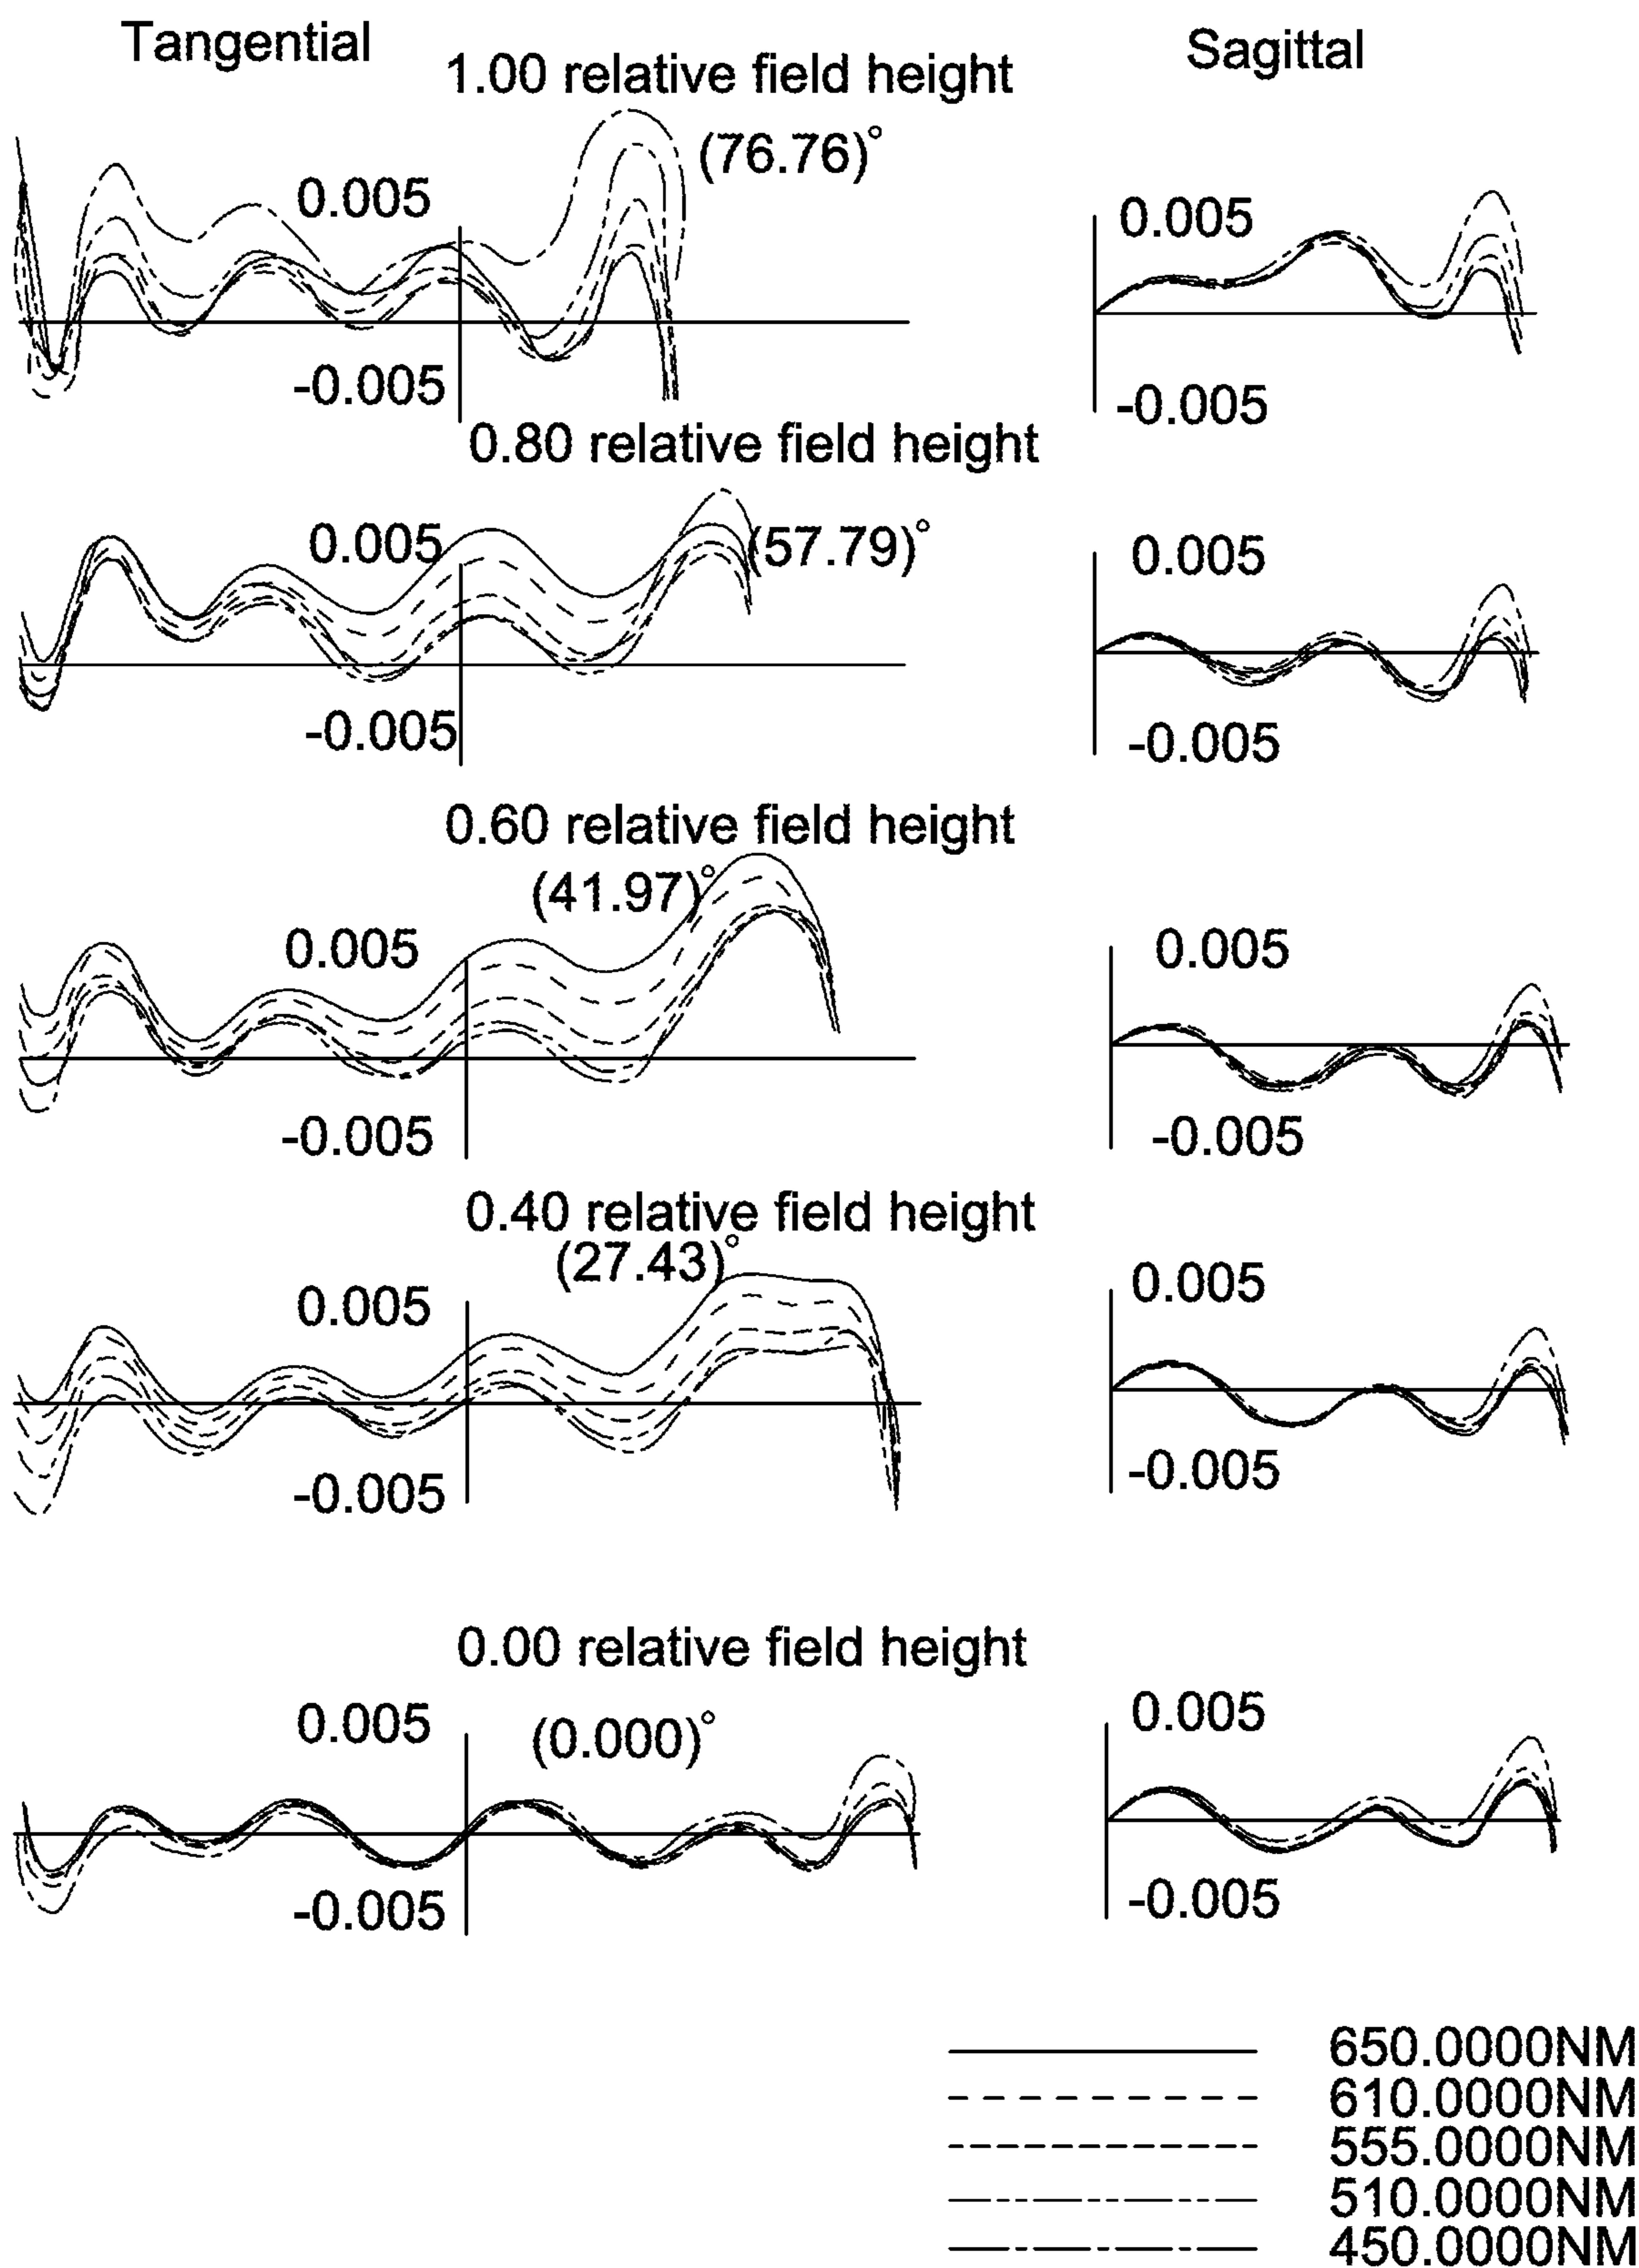 Tangential
Sagittal
1.00 relative field height
(76.76)°
0.005
0.005
-0.005
-0.005
0.80 relative field height
0.005
(57.79)°
0.005
-0.005
-0.005
0.60 relative field height
(41.97)°
0.005
0.005
-0.005
-0.005
0.40 relative field height
(27.43)°
0.005
0.005
-0.005
-0.005
0.00 relative field height
0.005
(0.000)°
0.005
-0.005
-0.005
650.0000NM
610.0000NM
555.0000NM
510.0000NM
450.0000NM